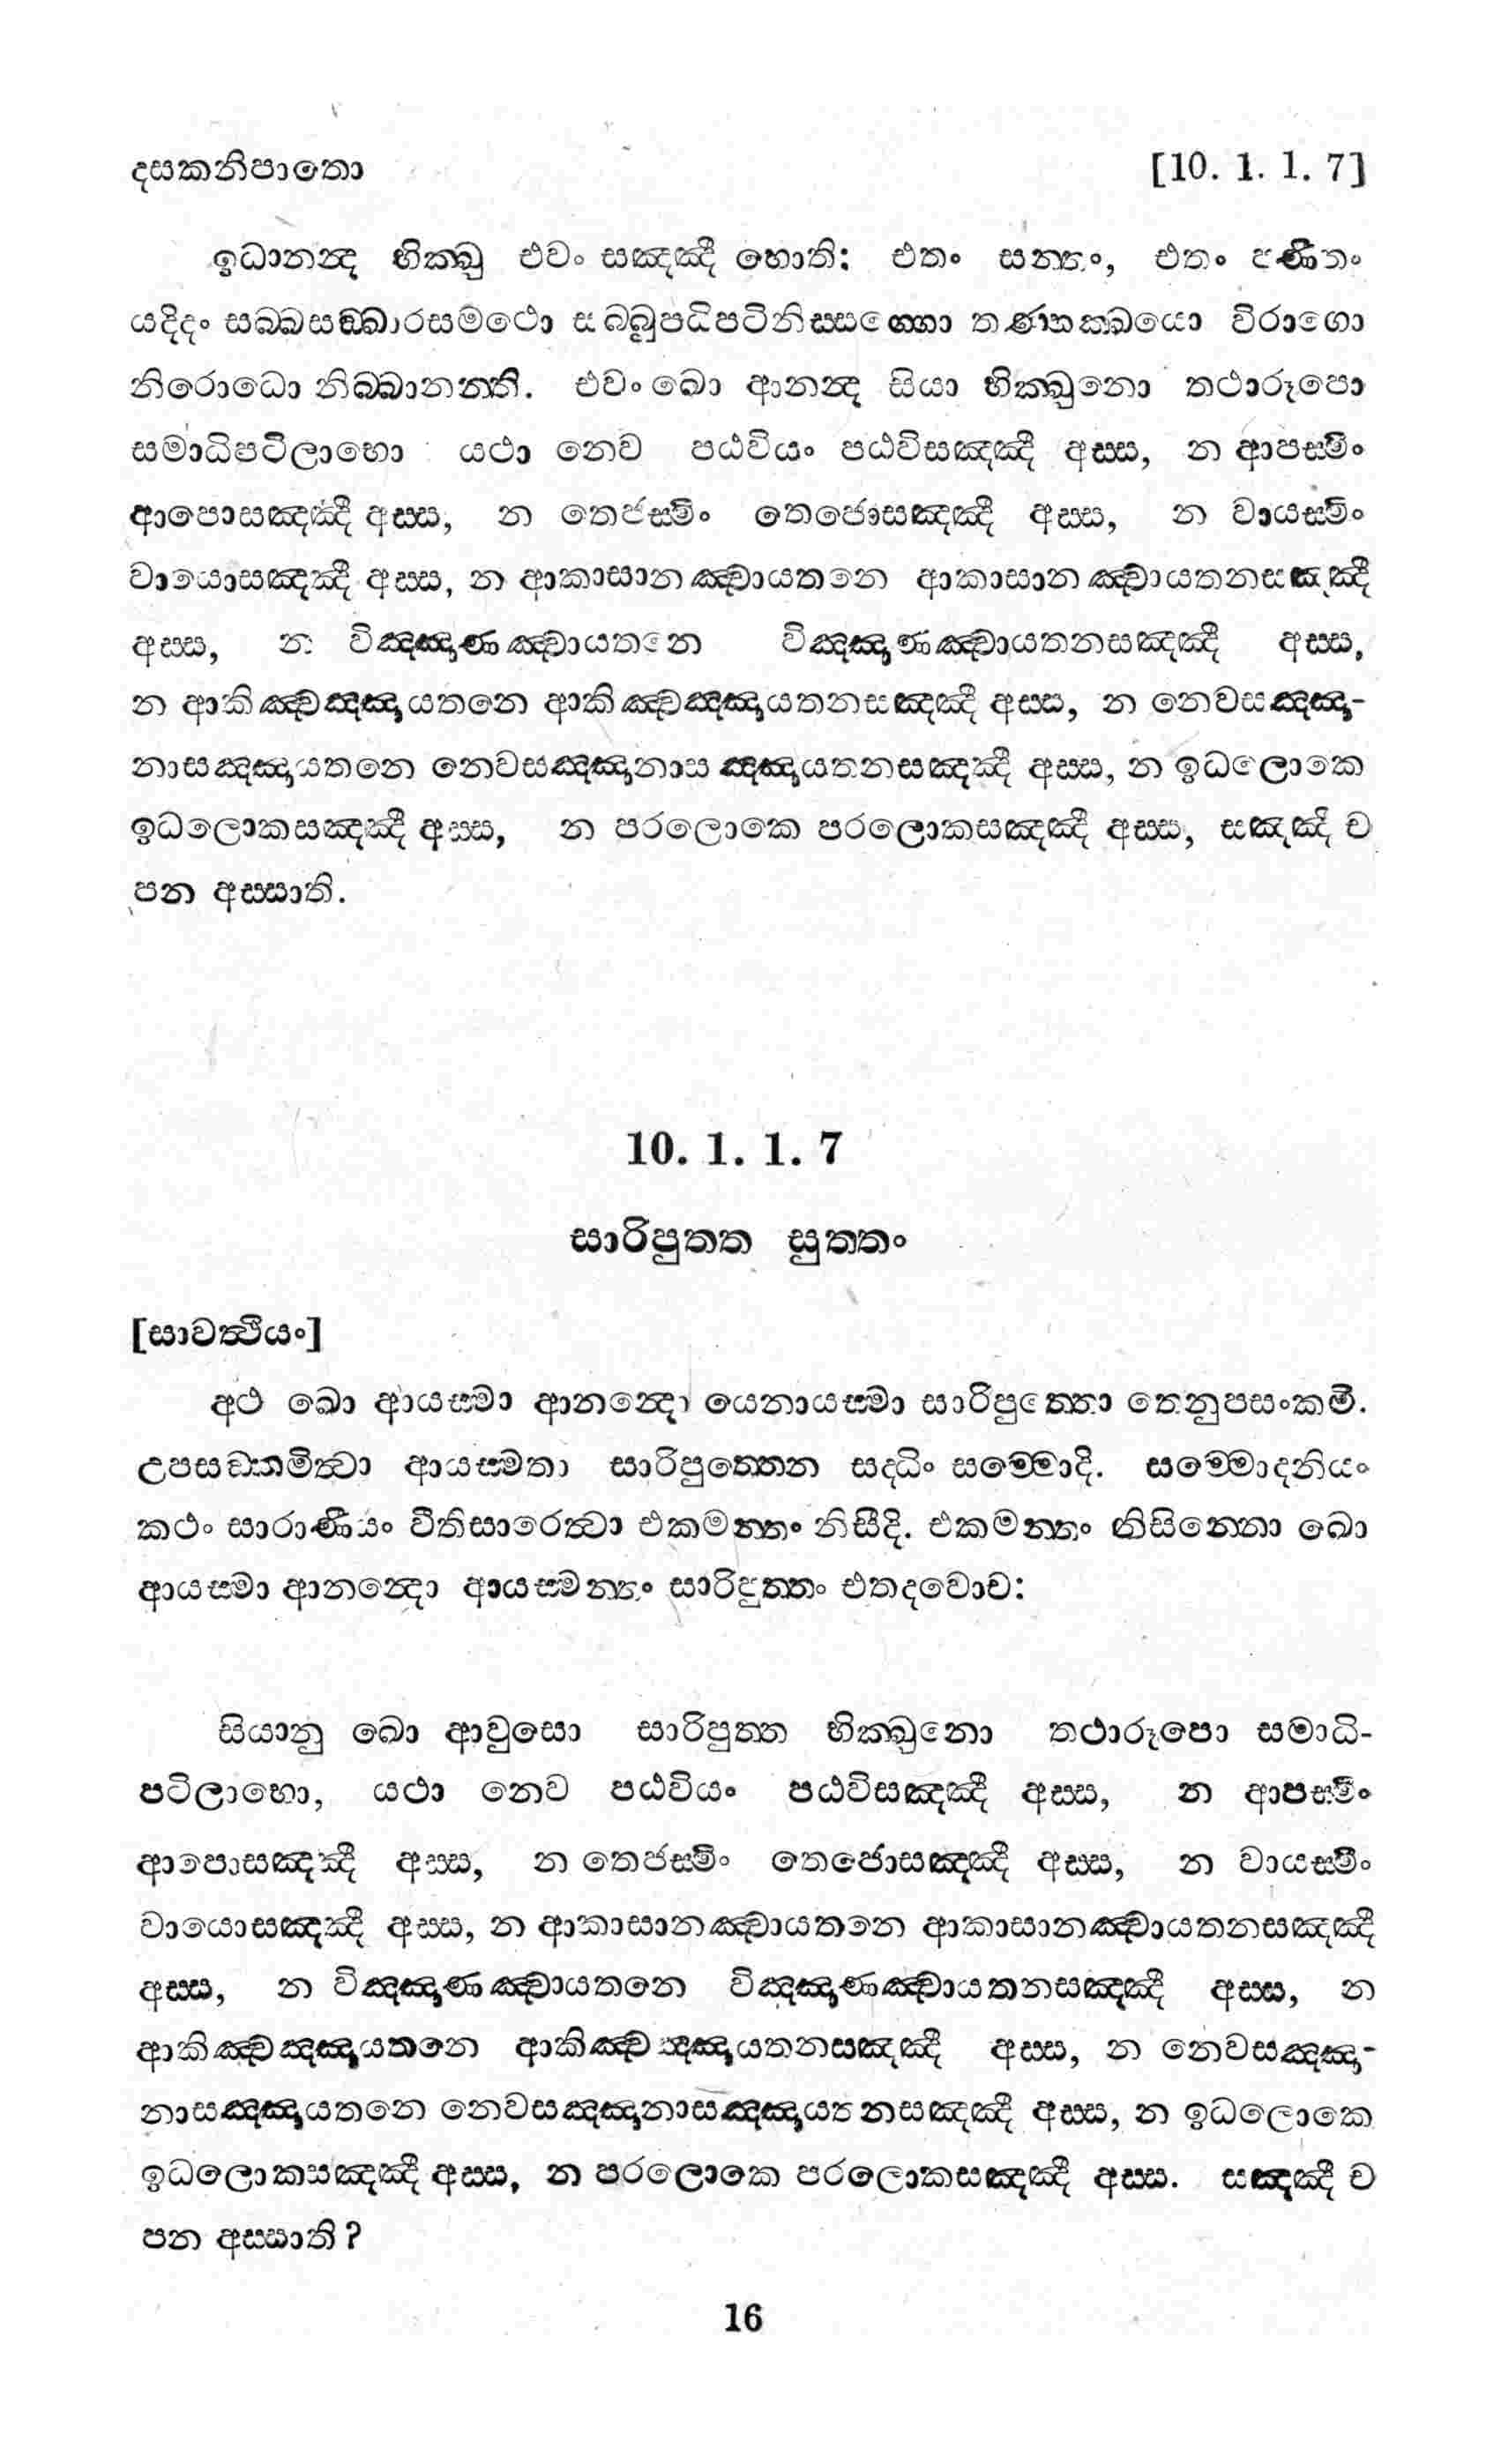 දසකනිපාතො [10. 1. 1. 7]
ඉධානන්‍ද භික්ඛු එවං සඤ්ඤී හොති: එතං සන්තං, එතං පණීතං
යදිදං සබ්බසඞ්ඛාරසමථො සබ්බුපධිපටිනිස්සග්ගො තණ්හක්ඛයො විරාගො
නිරොධො නිබ්බානන්ති. එවං ඛො ආනන්‍ද සියා භික්ඛුනො තථාරූපො
සමාධිපටිලාභො යථා නෙව පඨවියං පඨවිසඤ්ඤී අස්ස, න ආපස්මිං
ආපොසඤ්ඤී අස්ස, න තෙජස්මිං තෙජොසඤ්ඤී අස්ස, න වායස්මිං
වායොසඤ්ඤී අස්ස, න ආකාසානඤ්චායතනෙ ආකාසානඤ්චායතනසඤ්ඤී
අස්ස, න විඤ්ඤාණඤ්චායතනෙ විඤ්ඤාණඤ්චායතනසඤ්ඤී අස්ස,
න ආකිඤ්චඤ්ඤායතනෙ ආකිඤ්චඤ්ඤායතනසඤ්ඤී අස්ස, න නෙවසඤ්ඤා-
නාසඤ්ඤායතනෙ නෙවසඤ්ඤානාසඤ්ඤායතනසඤ්ඤී අස්ස, න ඉධලොකෙ
ඉධලොකසඤ්ඤී අස්ස, න පරලොකෙ පරලොකසඤ්ඤී අස්ස, සඤ්ඤී ච
පන අස්සාති.
10. 1. 1. 7
සාරිපුත්ත සුත්තං
[සාවත්‍ථියං]
අථ ඛො ආයස්මා ආනන්‍දො යෙනායස්මා සාරිපුත්තො තෙනුපසංකමි.
උපසඞ්කමිත්‍වා ආයස්මතා සාරිපුත්තෙන සද්ධිං සම්මොදි. සම්මොදනියං
කථං සාරාණීයං වීතිසාරෙත්‍වා එකමන්තං නිසීදි. එකමන්තං නිසින්නො ඛො
ආයස්මා ආනන්‍දො ආයස්මන්තං සාරිපුත්තං එතදවොච:
සියානු ඛො ආවුසො සාරිපුත්ත භික්ඛුනො තථාරූපො සමාධි-
පටිලාභො, යථා නෙව පඨවියං පඨවිසඤ්ඤී අස්ස, න ආපස්මිං
ආපොසඤ්ඤී අස්ස, න තෙජස්මිං තෙජොසඤ්ඤී අස්ස, න වායස්මිං
වායොසඤ්ඤී අස්ස, න ආකාසානඤ්චායතනෙ ආකාසානඤ්චායතනසඤ්ඤී
අස්ස, න විඤ්ඤාණඤ්චායතනෙ විඤ්ඤාණඤ්චායතනසඤ්ඤී අස්ස, න
ආකිඤ්චඤ්ඤායතනෙ ආකිඤ්චඤ්ඤායතනසඤ්ඤී අස්ස, න නෙවසඤ්ඤා-
නාසඤ්ඤායතනෙ නෙවසඤ්ඤානාසඤ්ඤායතනසඤ්ඤී අස්ස, න ඉධලොකෙ
ඉධලොකසඤ්ඤී අස්ස, න පරලොකෙ පරලොකසඤ්ඤී අස්ස. සඤ්ඤී ච
පන අස්සාති?
16